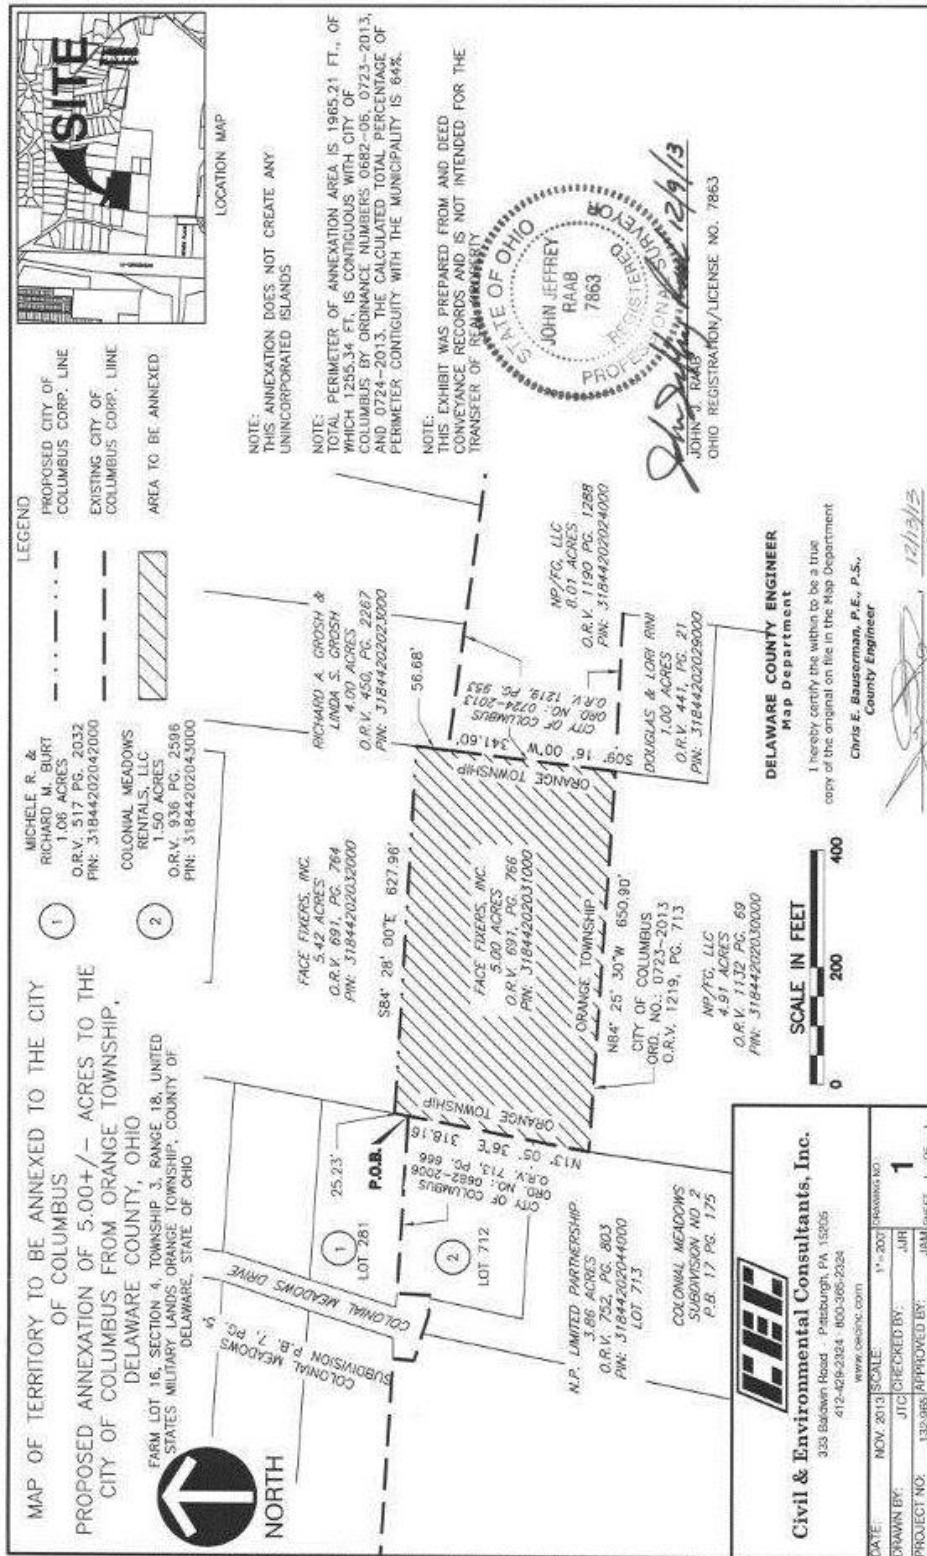 MAP OF TERRITORY TO BE ANNEXED TO THE CITY
OF COLUMBUS
PROPOSED ANNEXATION OF 5.00+/- ACRES TO THE
CITY OF COLUMBUS FROM ORANGE TOWNSHIP,
DELAWARE COUNTY, OHIO
FARM LOT 16, SECTION 4, TOWNSHIP 3, RANGE 18, UNITED
STATES MILITARY LANDS, ORANGE TOWNSHIP, COUNTY OF
DELAWARE, STATE OF OHIO
NORTH
1
MICHELE R. &
RICHARD M. BURT
1.06 ACRES
O.R.V. 517 PG. 2032
PIN: 31844202042000
2
COLONIAL MEADOWS
RENTALS, LLC
1.50 ACRES
O.R.V. 936 PG. 2596
PIN: 31844202043000
LEGEND
PROPOSED CITY OF
COLUMBUS CORP. LINE
EXISTING CITY OF
COLUMBUS CORP. LINE
AREA TO BE ANNEXED
SITE
LOCATION MAP
NOTE:
THIS ANNEXATION DOES NOT CREATE ANY
UNINCORPORATED ISLANDS
NOTE:
TOTAL PERIMETER OF ANNEXATION AREA IS 1965.21 FT., OF
WHICH 1255.34 FT. IS CONTIGUOUS WITH CITY OF
COLUMBUS BY ORDINANCE NUMBERS 0682-06, 0723-2013,
AND 0724-2013. THE CALCULATED TOTAL PERCENTAGE OF
PERIMETER CONTIGUITY WITH THE MUNICIPALITY IS 64%.
NOTE:
THIS EXHIBIT WAS PREPARED FROM AND DEED
CONVEYANCE RECORDS AND IS NOT INTENDED FOR THE
TRANSFER OF REAL PROPERTY
STATE OF OHIO
JOHN JEFFREY
RAAB
7863
REGISTERED
PROFESSIONAL SURVEYOR
12/9/13
JOHN J. RAAB
OHIO REGISTRATION/LICENSE NO. 7863
COLONIAL MEADOWS
SUBDIVISION P.B. 7, PG. 9
COLONIAL MEADOWS DRIVE
1
LOT 281
25.23'
P.O.B.
2
LOT 712
CITY OF COLUMBUS
ORD. NO.: 0682-2006
O.R.V. 713, PG. 666
N13° 05' 36"E 318.16
ORANGE TOWNSHIP
FACE FIXERS, INC.
5.42 ACRES
O.R.V. 691, PG. 764
PIN: 31844202032000
S84° 28' 00"E 627.96'
FACE FIXERS, INC.
5.00 ACRES
O.R.V. 691, PG. 766
PIN: 31844202031000
ORANGE TOWNSHIP
ORANGE TOWNSHIP
RICHARD A. GROSH &
LINDA S. GROSH
4.00 ACRES
O.R.V. 450, PG. 2267
PIN: 31844202023000
56.68'
S09° 16' 00"W 341.60'
CITY OF COLUMBUS
ORD. NO.: 0724-2013
O.R.V. 1219, PG. 953
NP/FG, LLC
8.01 ACRES
O.R.V. 1190 PG. 1288
PIN: 31844202024000
DOUGLAS & LORI RINI
1.00 ACRES
O.R.V. 441, PG. 21
PIN: 31844202029000
N84° 25' 30"W 650.90'
CITY OF COLUMBUS
ORD. NO.: 0723-2013
O.R.V. 1219, PG. 713
NP/FG, LLC
4.91 ACRES
O.R.V. 1132 PG. 69
PIN: 31844202030000
N.P. LIMITED PARTNERSHIP
3.86 ACRES
O.R.V. 752, PG. 803
PIN: 31844202044000
LOT 713
COLONIAL MEADOWS
SUBDIVISION NO 2
P.B. 17 PG. 175
SCALE IN FEET
0 200 400
DELAWARE COUNTY ENGINEER
Map Department
I hereby certify the within to be a true
copy of the original on file in the Map Department
Chris E. Bauserman, P.E., P.S.,
County Engineer
12/13/13
CEC
Civil & Environmental Consultants, Inc.
333 Baldwin Road · Pittsburgh, PA 15205
412-429-2324 · 800-365-2324
www.cecinc.com
DATE: NOV. 2013 SCALE: 1"=200' DRAWING NO.:
DRAWN BY: JTC CHECKED BY: JJR 1
PROJECT NO: 132-965 APPROVED BY: JAM SHEET 1 OF